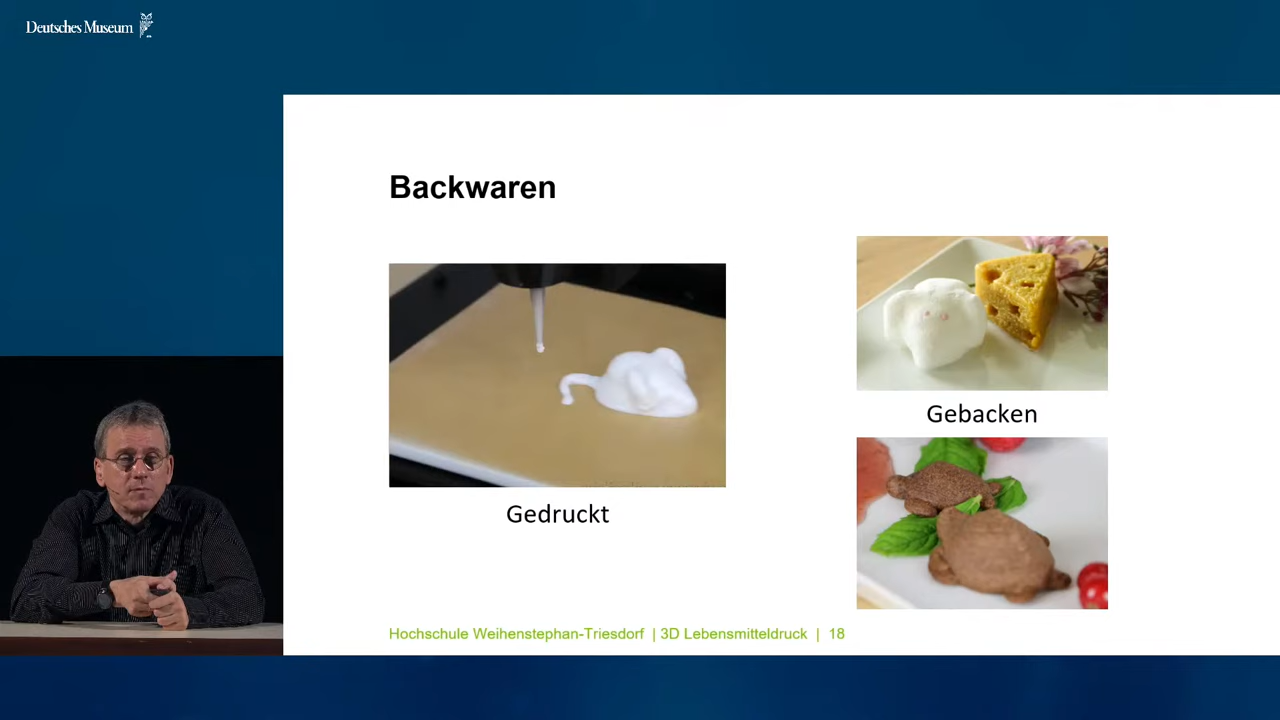 Deutsches Museum
Backwaren
Gedruckt
Gebacken
Hochschule Weihenstephan-Triesdorf | 3D Lebensmitteldruck | 18